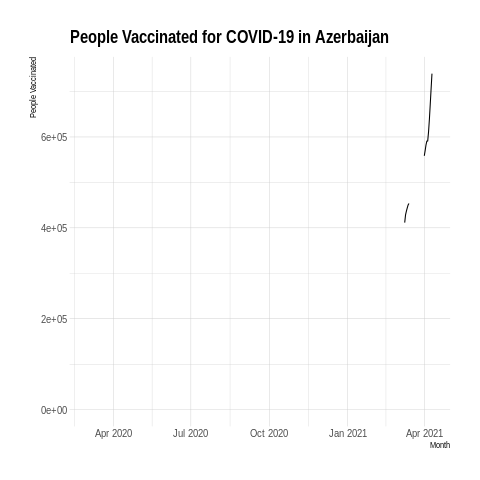 People Vaccinated for COVID-19 in Azerbaijan
People Vaccinated
6e+05
4e+05
2e+05
0e+00
Apr 2020 Jul 2020 Oct 2020 Jan 2021 Apr 2021
Month